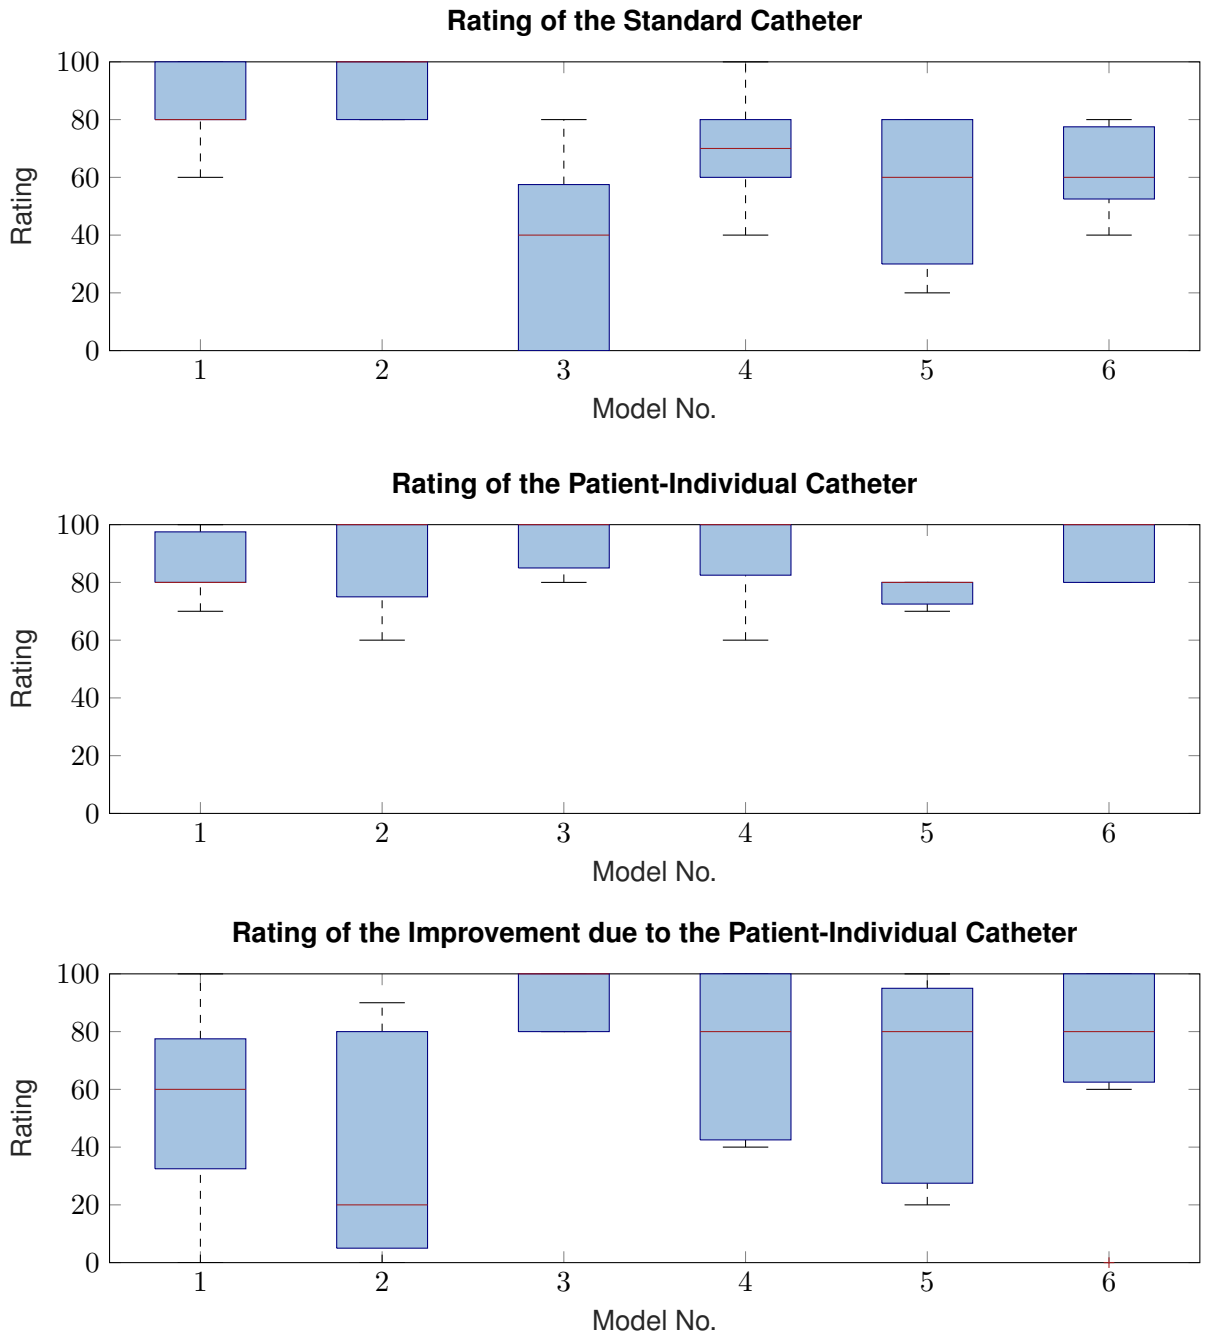 Rating of the Standard Catheter
100
80
60
40
20
0
Rating
1 2 3 4 5 6
Model No.
Rating of the Patient-Individual Catheter
100
80
60
40
20
0
Rating
1 2 3 4 5 6
Model No.
Rating of the Improvement due to the Patient-Individual Catheter
100
80
60
40
20
0
Rating
1 2 3 4 5 6
Model No.